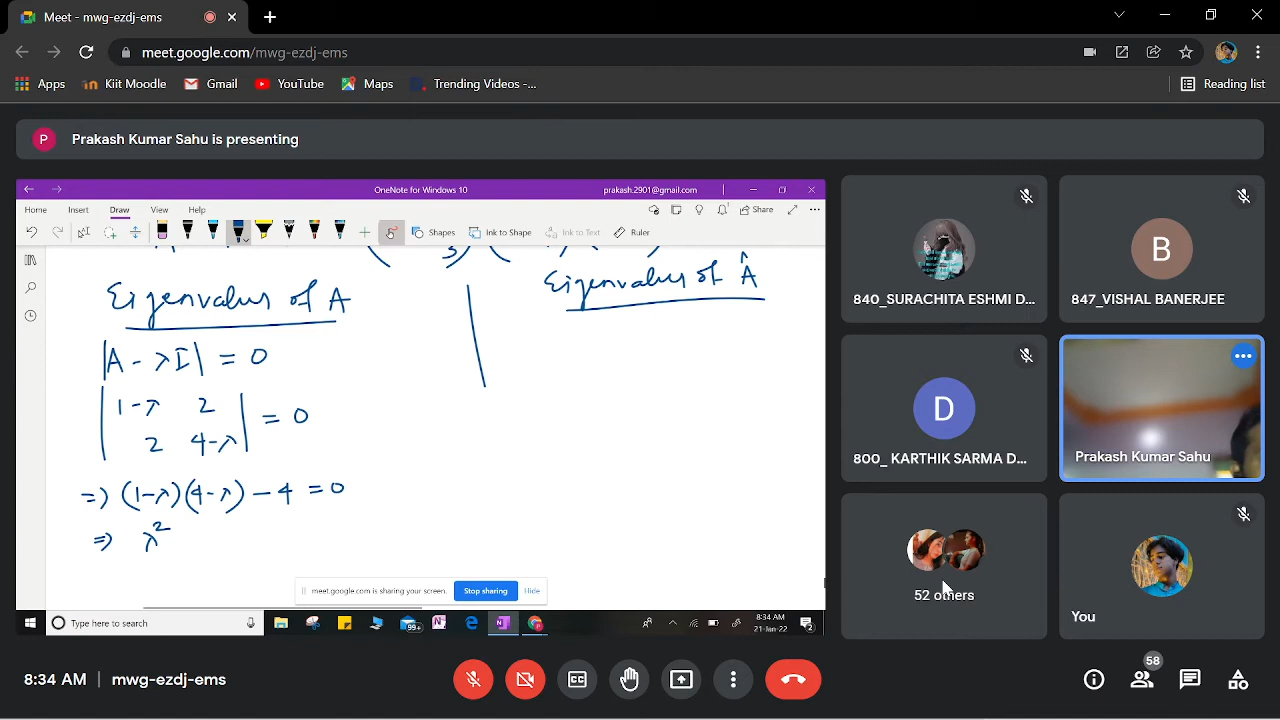 Meet - mwg-ezdj-ems
meet.google.com/mwg-ezdj-ems
Apps Kiit Moodle Gmail YouTube Maps Trending Videos -... Reading list
P Prakash Kumar Sahu is presenting
OneNote for Windows 10 prakash.2901@gmail.com
Home Insert Draw View Help Share
Shapes Ink to Shape Ink to Text Ruler
Eigenvalues of A
|A - λI| = 0
|1-λ 2|
|2 4-λ| = 0
=> (1-λ)(4-λ) - 4 = 0
=> λ²
Eigenvalues of Â
meet.google.com is sharing your screen. Stop sharing Hide
Type here to search 99+ 8:34 AM
21-Jan-22 2
840_SURACHITA ESHMI D...
B
847_VISHAL BANERJEE
D
800_ KARTHIK SARMA D...
Prakash Kumar Sahu
52 others
You
8:34 AM | mwg-ezdj-ems
CC
58